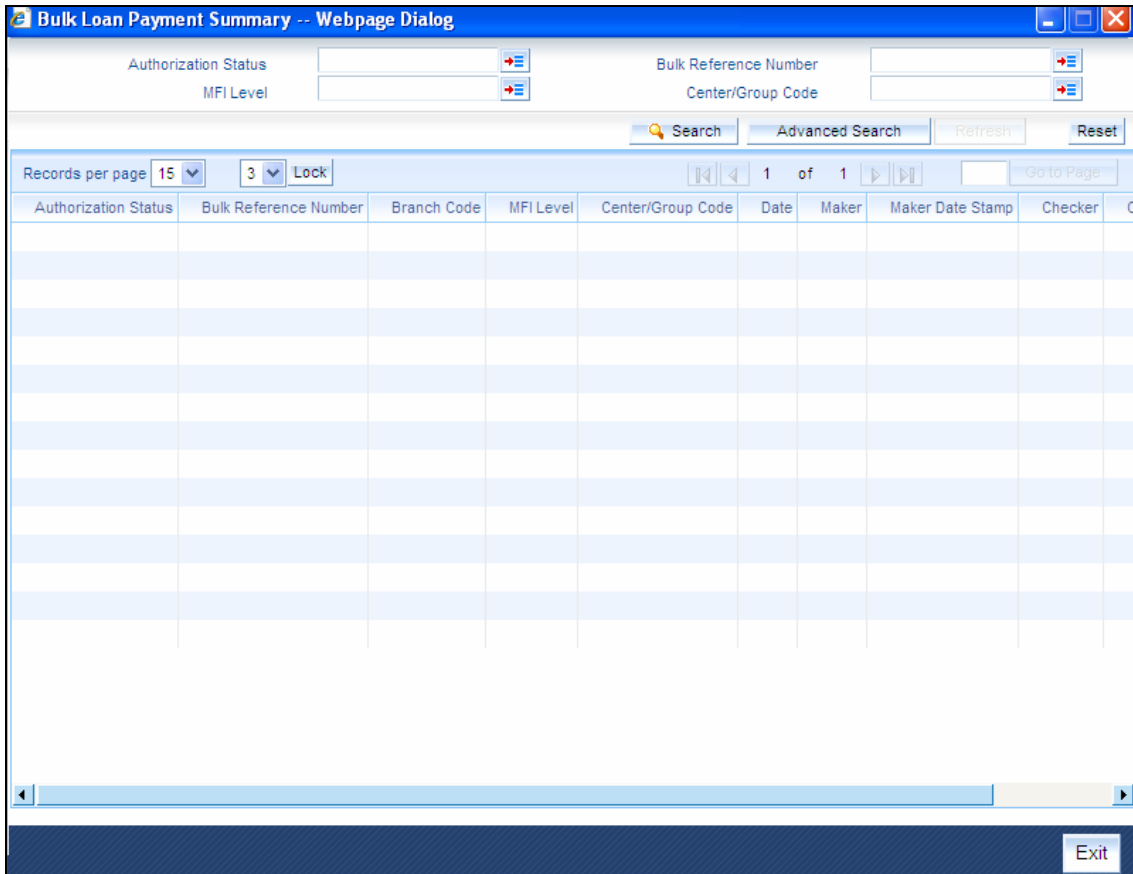 Bulk Loan Payment Summary -- Webpage Dialog
Authorization Status Bulk Reference Number
MFI Level Center/Group Code
Search Advanced Search Refresh Reset
Records per page 15 3 Lock 1 of 1 Go to Page
Authorization Status Bulk Reference Number Branch Code MFI Level Center/Group Code Date Maker Maker Date Stamp Checker C
Exit